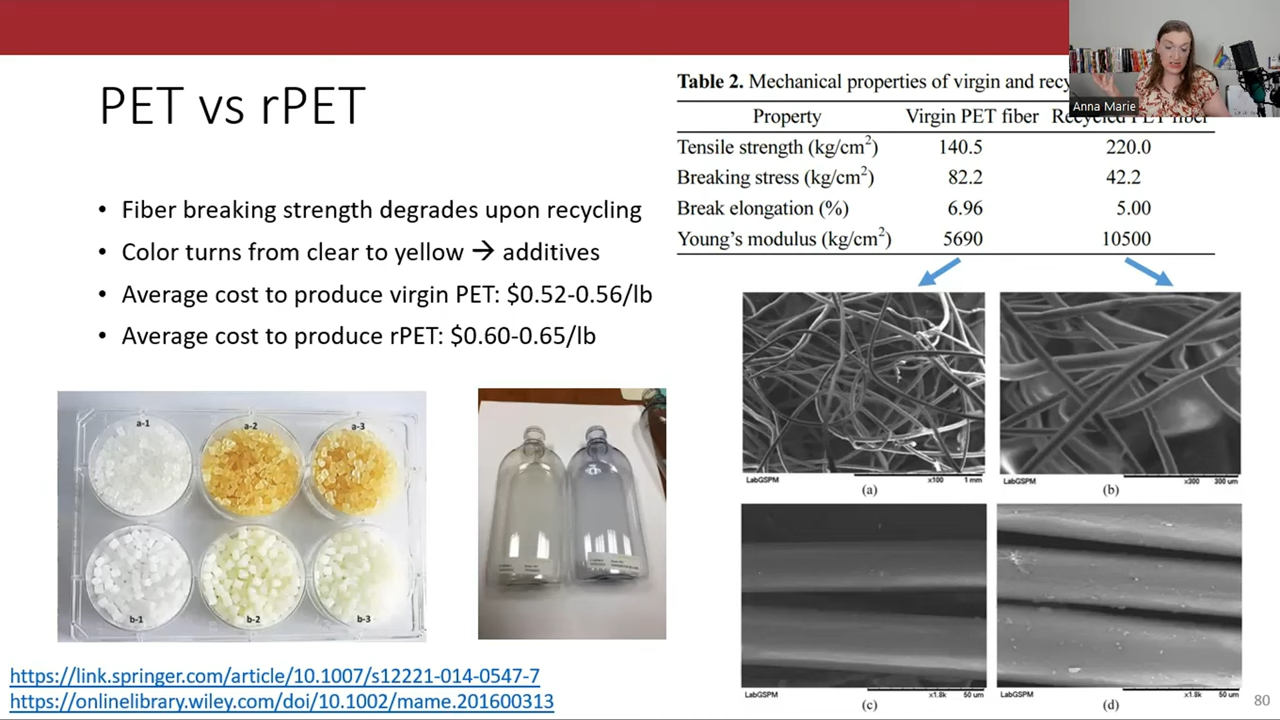 PET vs rPET
• Fiber breaking strength degrades upon recycling
• Color turns from clear to yellow → additives
• Average cost to produce virgin PET: $0.52-0.56/lb
• Average cost to produce rPET: $0.60-0.65/lb
Table 2. Mechanical properties of virgin and recy
Anna Marie
Property Virgin PET fiber Recycled PET fiber
Tensile strength (kg/cm²) 140.5 220.0
Breaking stress (kg/cm²) 82.2 42.2
Break elongation (%) 6.96 5.00
Young's modulus (kg/cm²) 5690 10500
a-1 a-2 a-3
b-1 b-2 b-3
LabGSPM x100 1 mm
(a)
LabGSPM x300 300 um
(b)
LabGSPM x1.8k 50 um
(c)
LabGSPM x1.8k 50 um
(d)
https://link.springer.com/article/10.1007/s12221-014-0547-7
https://onlinelibrary.wiley.com/doi/10.1002/mame.201600313
80